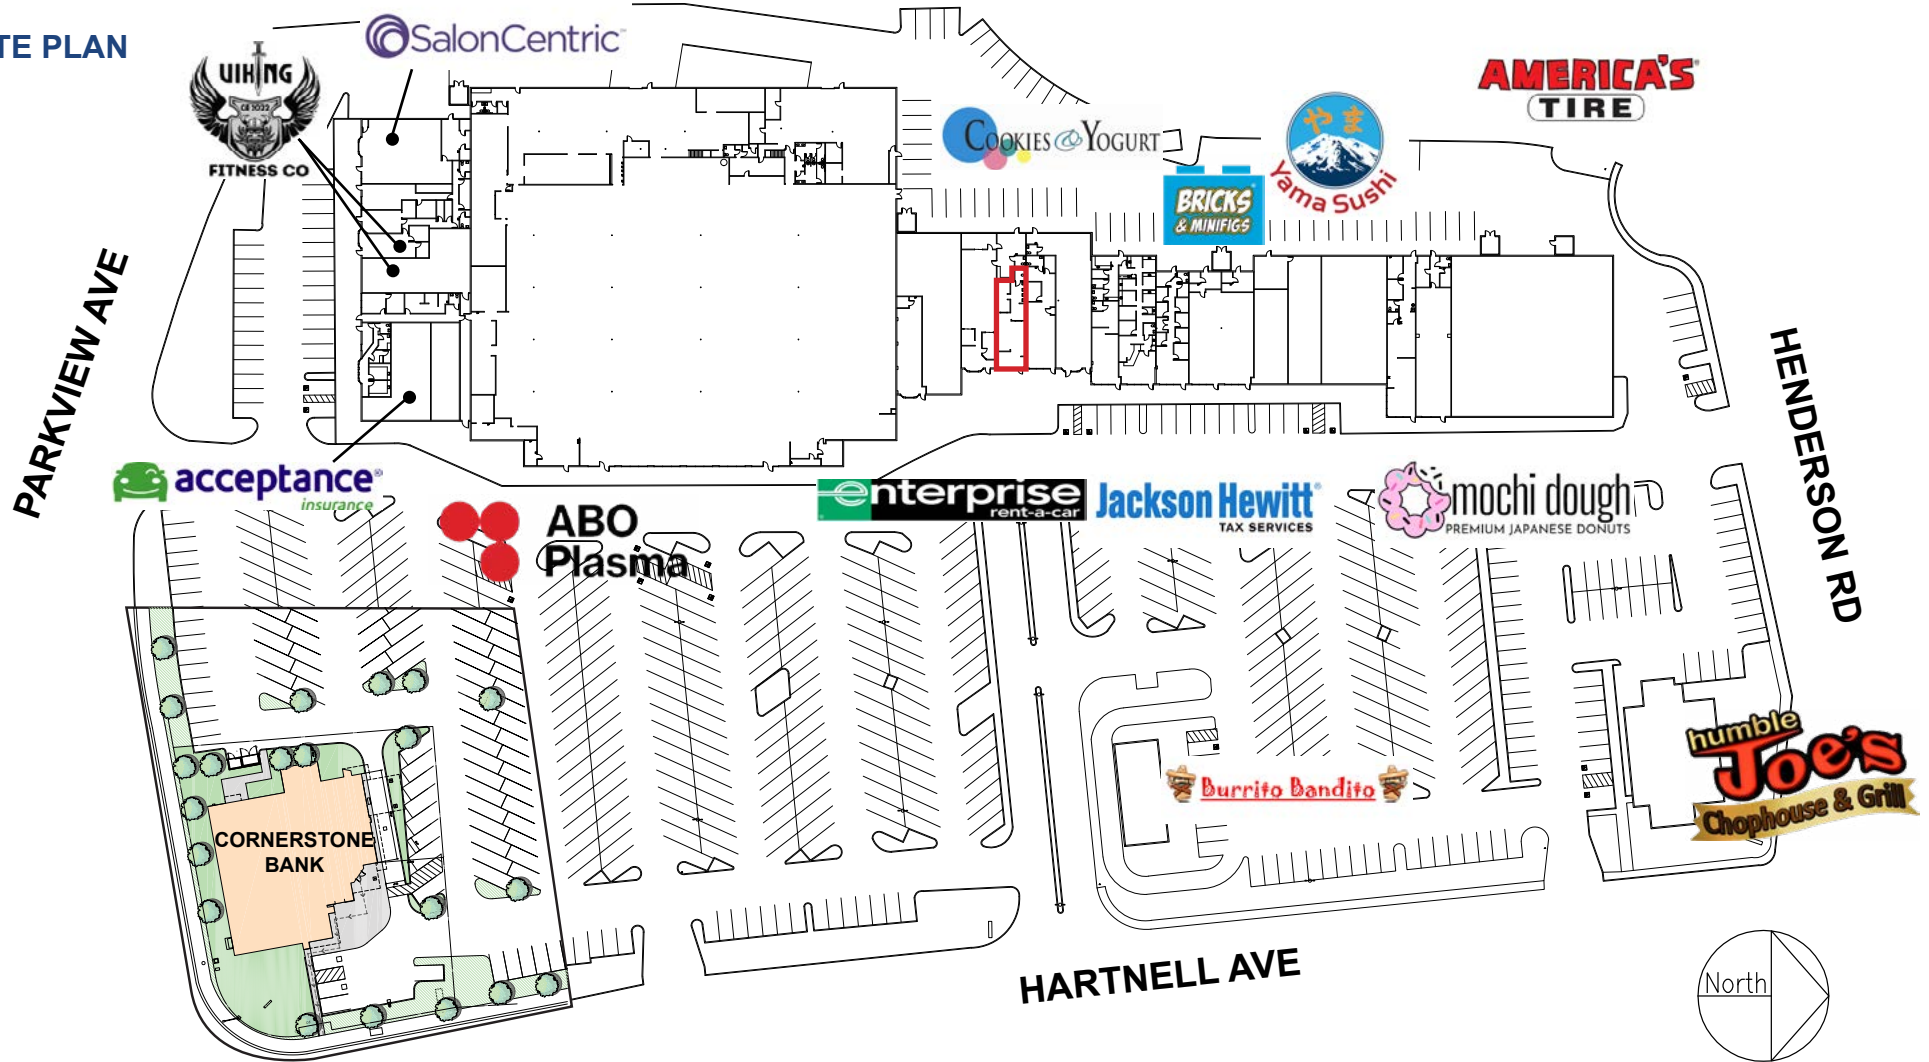 TE PLAN
SalonCentric
VIKING
CB 2022
FITNESS CO
AMERICA'S
TIRE
COOKIES & YOGURT
やま
Yama Sushi
BRICKS
& MINIFIGS
PARKVIEW AVE
HENDERSON RD
acceptance
insurance
ABO
Plasma
enterprise
rent-a-car
Jackson Hewitt
TAX SERVICES
mochi dough
PREMIUM JAPANESE DONUTS
humble
Joe's
Chophouse & Grill
Burrito Bandito
CORNERSTONE
BANK
HARTNELL AVE
North